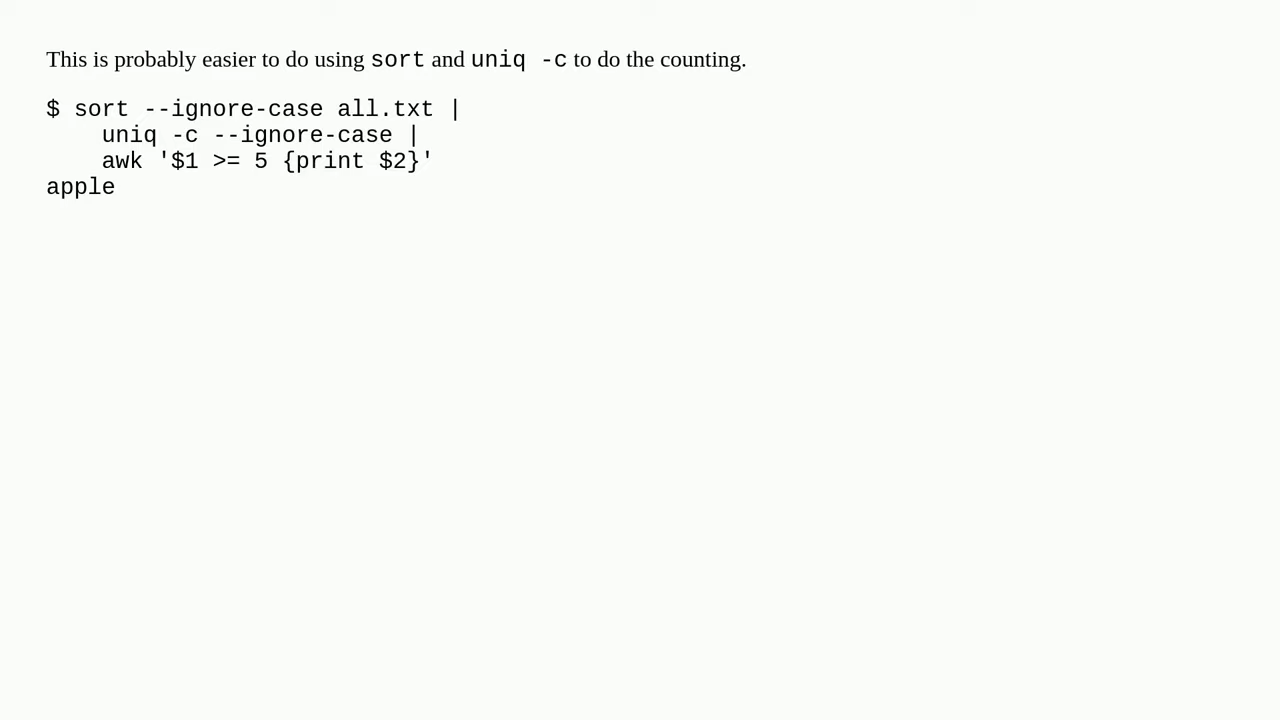 This is probably easier to do using sort and uniq -c to do the counting.
$ sort --ignore-case all.txt |
    uniq -c --ignore-case |
    awk '$1 >= 5 {print $2}'
apple